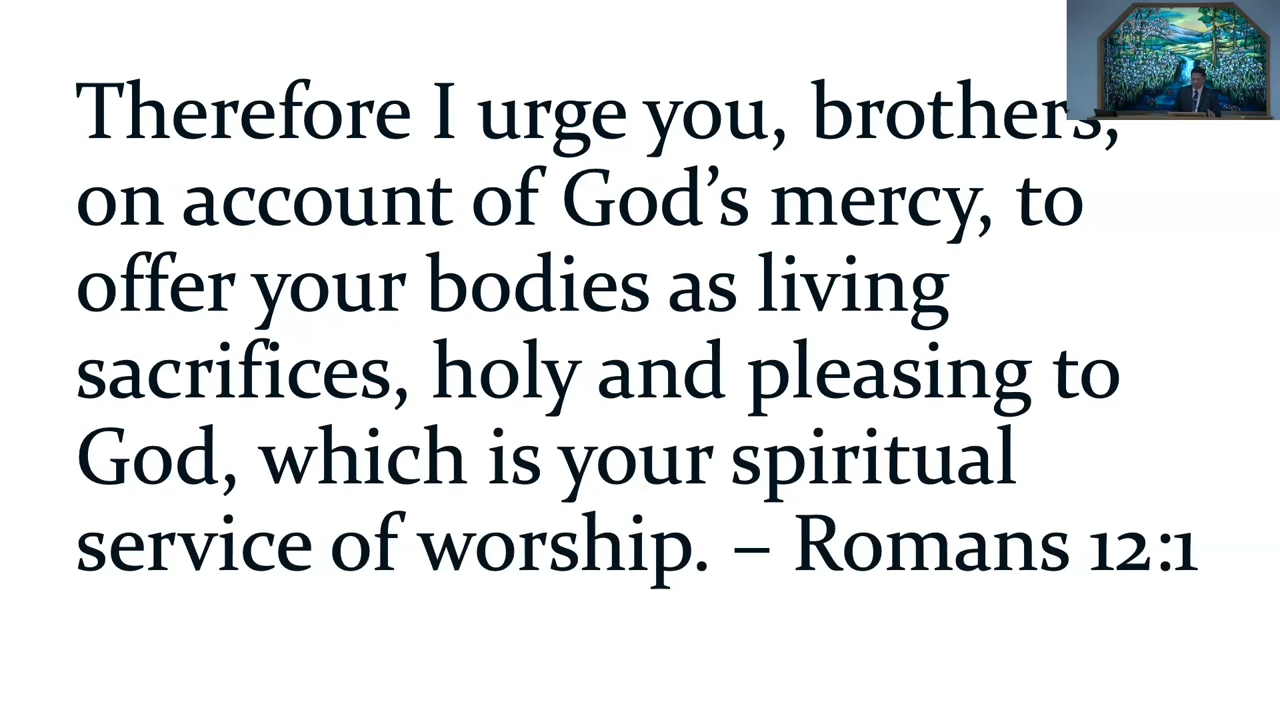 Therefore I urge you, brothers,
on account of God’s mercy, to
offer your bodies as living
sacrifices, holy and pleasing to
God, which is your spiritual
service of worship. – Romans 12:1